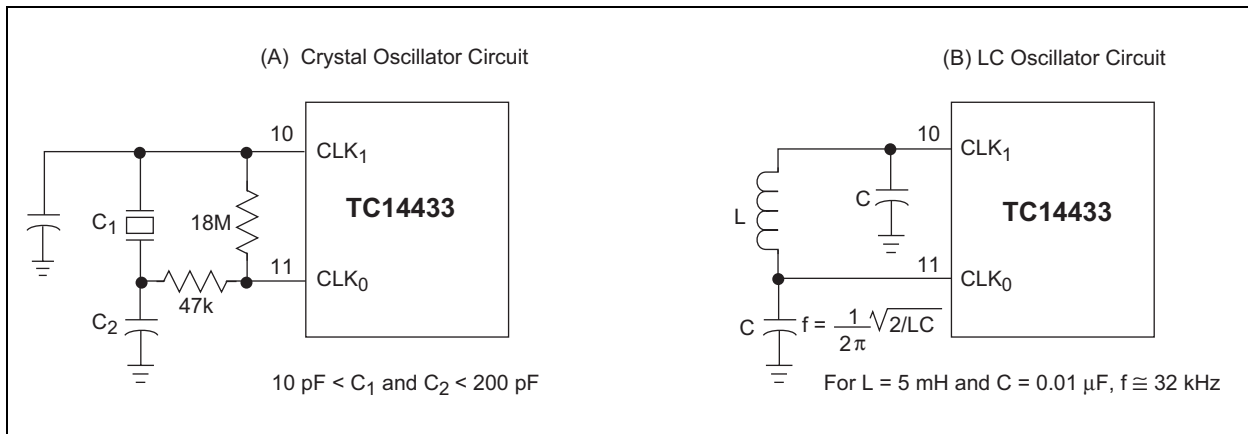 (A) Crystal Oscillator Circuit
10
CLK₁
TC14433
C₁
18M
11
CLK₀
47k
C₂
10 pF < C₁ and C₂ < 200 pF
(B) LC Oscillator Circuit
10
CLK₁
C
TC14433
L
11
CLK₀
C
f = 1/2π √2/LC
For L = 5 mH and C = 0.01 μF, f ≅ 32 kHz